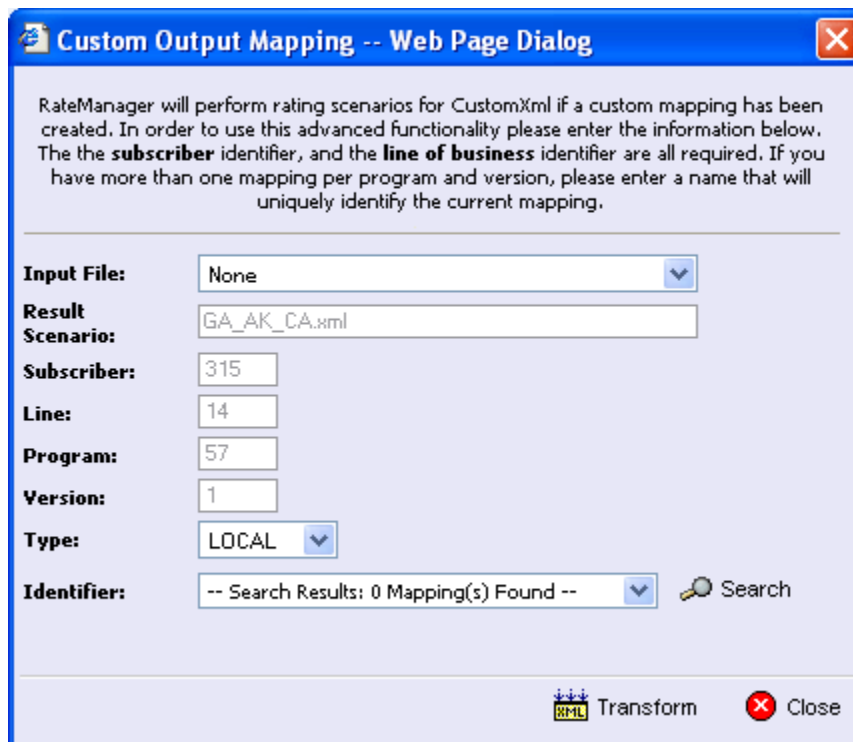 Custom Output Mapping -- Web Page Dialog
RateManager will perform rating scenarios for CustomXml if a custom mapping has been
created. In order to use this advanced functionality please enter the information below.
The the subscriber identifier, and the line of business identifier are all required. If you
have more than one mapping per program and version, please enter a name that will
uniquely identify the current mapping.
Input File: None
Result
Scenario: GA_AK_CA.xml
Subscriber: 315
Line: 14
Program: 57
Version: 1
Type: LOCAL
Identifier: -- Search Results: 0 Mapping(s) Found -- Search
XML Transform Close